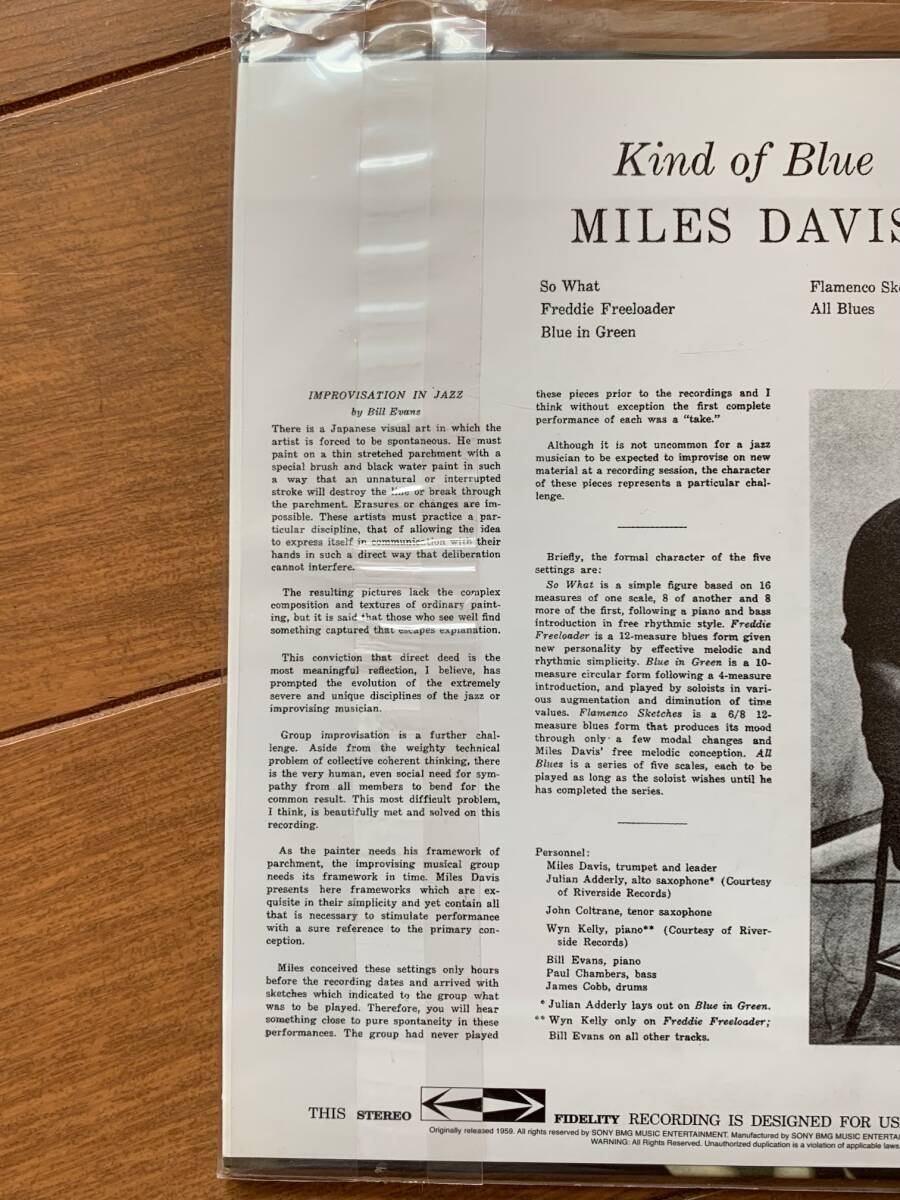 Kind of Blue
MILES DAVIS
So What
Freddie Freeloader
Blue in Green
Flamenco Ske
All Blues
IMPROVISATION IN JAZZ
by Bill Evans
There is a Japanese visual art in which the
artist is forced to be spontaneous. He must
paint on a thin stretched parchment with a
special brush and black water paint in such
a way that an unnatural or interrupted
stroke will destroy the line or break through
the parchment. Erasures or changes are im-
possible. These artists must practice a par-
ticular discipline, that of allowing the idea
to express itself in communication with their
hands in such a direct way that deliberation
cannot interfere.
The resulting pictures lack the complex
composition and textures of ordinary paint-
ing, but it is said that those who see well find
something captured that escapes explanation.
This conviction that direct deed is the
most meaningful reflection, I believe, has
prompted the evolution of the extremely
severe and unique disciplines of the jazz or
improvising musician.
Group improvisation is a further chal-
lenge. Aside from the weighty technical
problem of collective coherent thinking, there
is the very human, even social need for sym-
pathy from all members to bend for the
common result. This most difficult problem,
I think, is beautifully met and solved on this
recording.
As the painter needs his framework of
parchment, the improvising musical group
needs its framework in time. Miles Davis
presents here frameworks which are ex-
quisite in their simplicity and yet contain all
that is necessary to stimulate performance
with a sure reference to the primary con-
ception.
Miles conceived these settings only hours
before the recording dates and arrived with
sketches which indicated to the group what
was to be played. Therefore, you will hear
something close to pure spontaneity in these
performances. The group had never played
these pieces prior to the recordings and I
think without exception the first complete
performance of each was a "take."
Although it is not uncommon for a jazz
musician to be expected to improvise on new
material at a recording session, the character
of these pieces represents a particular chal-
lenge.
Briefly, the formal character of the five
settings are:
So What is a simple figure based on 16
measures of one scale, 8 of another and 8
more of the first, following a piano and bass
introduction in free rhythmic style. Freddie
Freeloader is a 12-measure blues form given
new personality by effective melodic and
rhythmic simplicity. Blue in Green is a 10-
measure circular form following a 4-measure
introduction, and played by soloists in vari-
ous augmentation and diminution of time
values. Flamenco Sketches is a 6/8 12-
measure blues form that produces its mood
through only a few modal changes and
Miles Davis' free melodic conception. All
Blues is a series of five scales, each to be
played as long as the soloist wishes until he
has completed the series.
Personnel:
Miles Davis, trumpet and leader
Julian Adderly, alto saxophone* (Courtesy
of Riverside Records)
John Coltrane, tenor saxophone
Wyn Kelly, piano** (Courtesy of River-
side Records)
Bill Evans, piano
Paul Chambers, bass
James Cobb, drums
* Julian Adderly lays out on Blue in Green.
** Wyn Kelly only on Freddie Freeloader;
Bill Evans on all other tracks.
THIS STEREO FIDELITY RECORDING IS DESIGNED FOR US
Originally released 1959. All rights reserved by SONY BMG MUSIC ENTERTAINMENT. Manufactured by SONY BMG MUSIC ENTERTA
WARNING: All Rights Reserved. Unauthorized duplication is a violation of applicable laws.